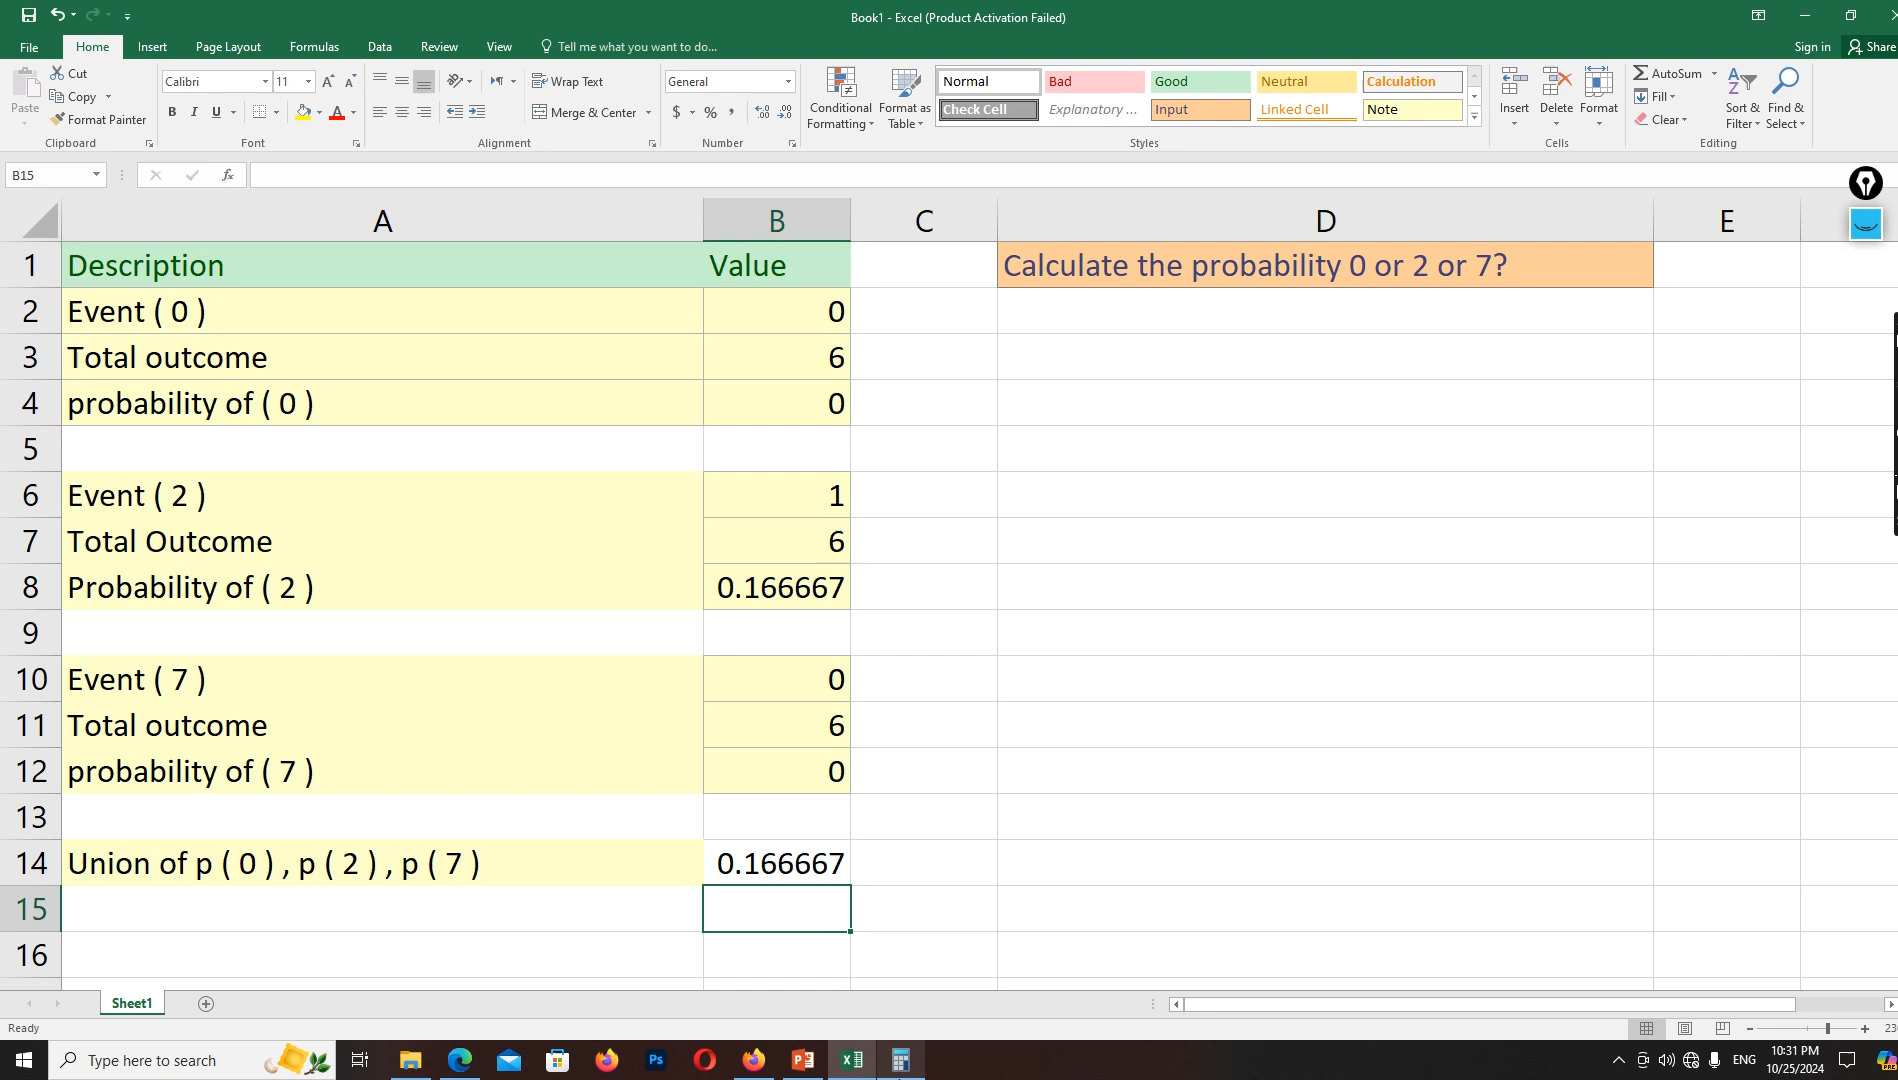 Book1 - Excel (Product Activation Failed)
File Home Insert Page Layout Formulas Data Review View Tell me what you want to do... Sign in Share
Paste Cut Copy Format Painter Clipboard
Calibri 11 B I U Font
Wrap Text Merge & Center Alignment
General $ % , .00 Number
Conditional Formatting Format as Table
Normal Bad Good Neutral Calculation
Check Cell Explanatory ... Input Linked Cell Note
Styles
Insert Delete Format Cells
AutoSum Fill Clear Sort & Filter Find & Select Editing
B15 fx
A B C D E
1 Description Value Calculate the probability 0 or 2 or 7?
2 Event ( 0 ) 0
3 Total outcome 6
4 probability of ( 0 ) 0
5
6 Event ( 2 ) 1
7 Total Outcome 6
8 Probability of ( 2 ) 0.166667
9
10 Event ( 7 ) 0
11 Total outcome 6
12 probability of ( 7 ) 0
13
14 Union of p ( 0 ) , p ( 2 ) , p ( 7 ) 0.166667
15
16
Sheet1
Ready
Type here to search Ps ENG 10:31 PM
10/25/2024